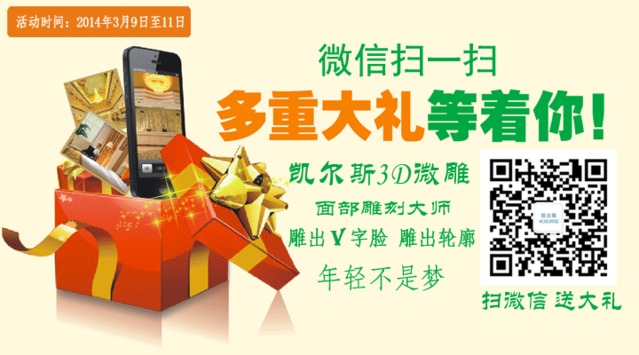 活动时间：2014年3月9日至11日
微信扫一扫
多重大礼等着你！
凯尔斯3D微雕
面部雕刻大师
雕出V字脸 雕出轮廓
年轻不是梦
扫微信 送大礼